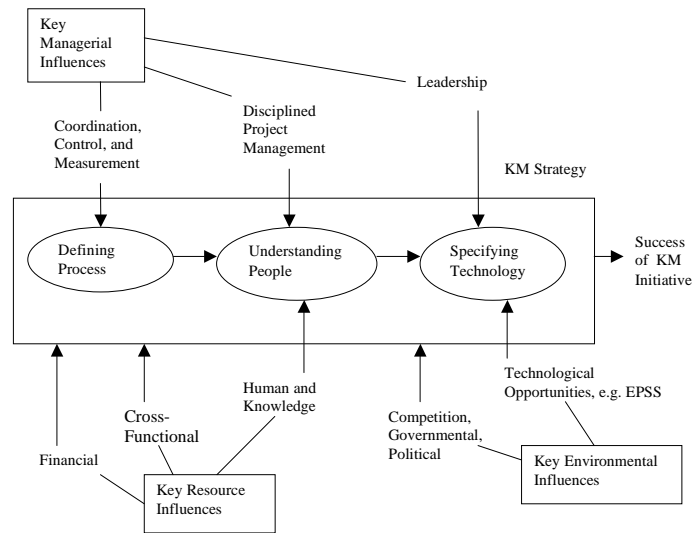 Key
Managerial
Influences
Leadership
Coordination,
Control, and
Measurement
Disciplined
Project
Management
KM Strategy
Defining
Process
Understanding
People
Specifying
Technology
Success
of KM
Initiative
Financial
Cross-
Functional
Human and
Knowledge
Competition,
Governmental,
Political
Technological
Opportunities, e.g. EPSS
Key Resource
Influences
Key Environmental
Influences